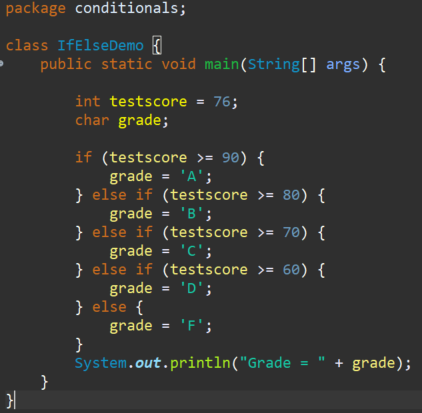 package conditionals;

class IfElseDemo {
    public static void main(String[] args) {

        int testscore = 76;
        char grade;

        if (testscore >= 90) {
            grade = 'A';
        } else if (testscore >= 80) {
            grade = 'B';
        } else if (testscore >= 70) {
            grade = 'C';
        } else if (testscore >= 60) {
            grade = 'D';
        } else {
            grade = 'F';
        }
        System.out.println("Grade = " + grade);
    }
}